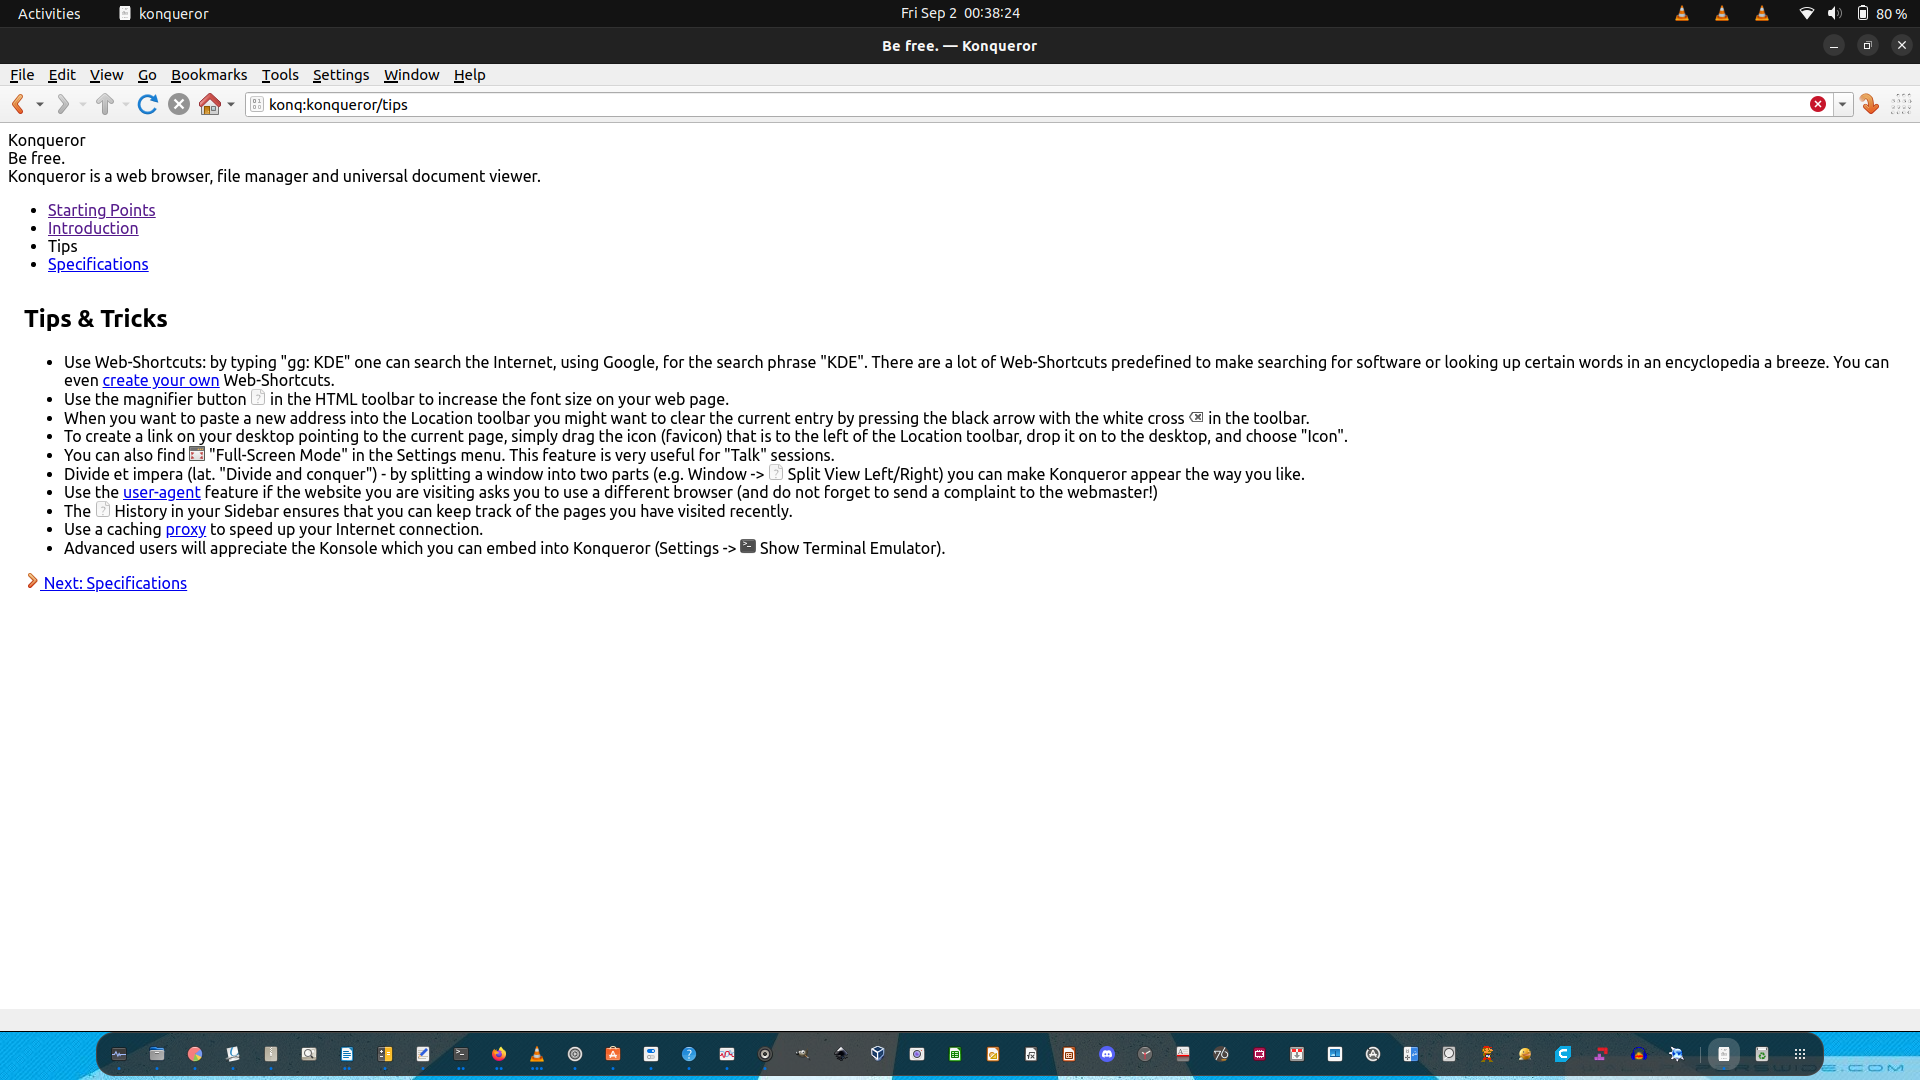 Activities konqueror Fri Sep 2 00:38:24 80 %
Be free. — Konqueror
File Edit View Go Bookmarks Tools Settings Window Help
konq:konqueror/tips
Konqueror
Be free.
Konqueror is a web browser, file manager and universal document viewer.
Starting Points
Introduction
Tips
Specifications
Tips & Tricks
Use Web-Shortcuts: by typing "gg: KDE" one can search the Internet, using Google, for the search phrase "KDE". There are a lot of Web-Shortcuts predefined to make searching for software or looking up certain words in an encyclopedia a breeze. You can
even create your own Web-Shortcuts.
Use the magnifier button in the HTML toolbar to increase the font size on your web page.
When you want to paste a new address into the Location toolbar you might want to clear the current entry by pressing the black arrow with the white cross in the toolbar.
To create a link on your desktop pointing to the current page, simply drag the icon (favicon) that is to the left of the Location toolbar, drop it on to the desktop, and choose "Icon".
You can also find "Full-Screen Mode" in the Settings menu. This feature is very useful for "Talk" sessions.
Divide et impera (lat. "Divide and conquer") - by splitting a window into two parts (e.g. Window -> Split View Left/Right) you can make Konqueror appear the way you like.
Use the user-agent feature if the website you are visiting asks you to use a different browser (and do not forget to send a complaint to the webmaster!)
The History in your Sidebar ensures that you can keep track of the pages you have visited recently.
Use a caching proxy to speed up your Internet connection.
Advanced users will appreciate the Konsole which you can embed into Konqueror (Settings -> Show Terminal Emulator).
Next: Specifications